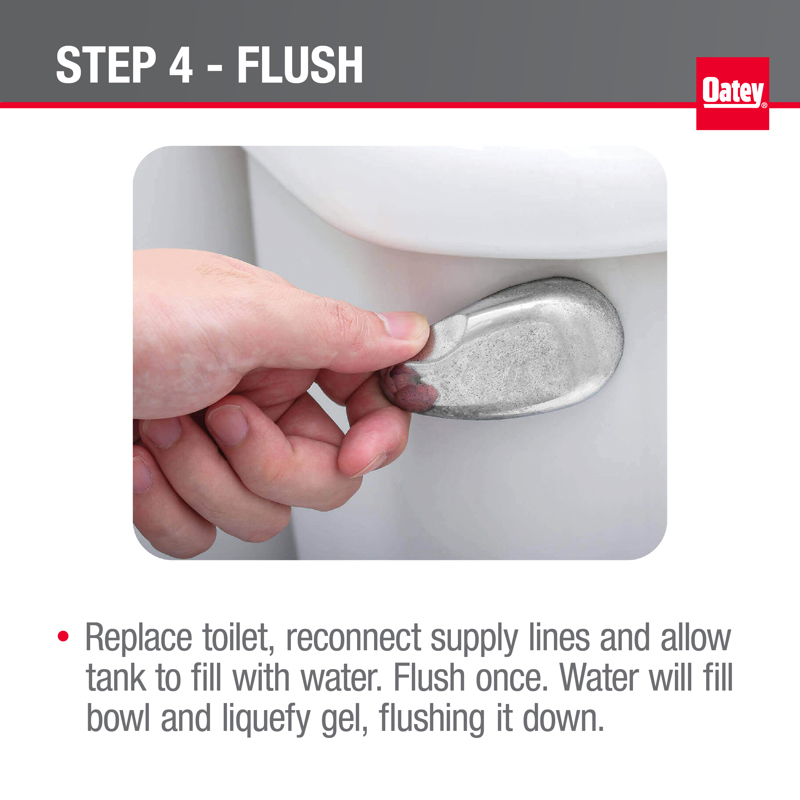 STEP 4 - FLUSH
Oatey®
• Replace toilet, reconnect supply lines and allow
tank to fill with water. Flush once. Water will fill
bowl and liquefy gel, flushing it down.